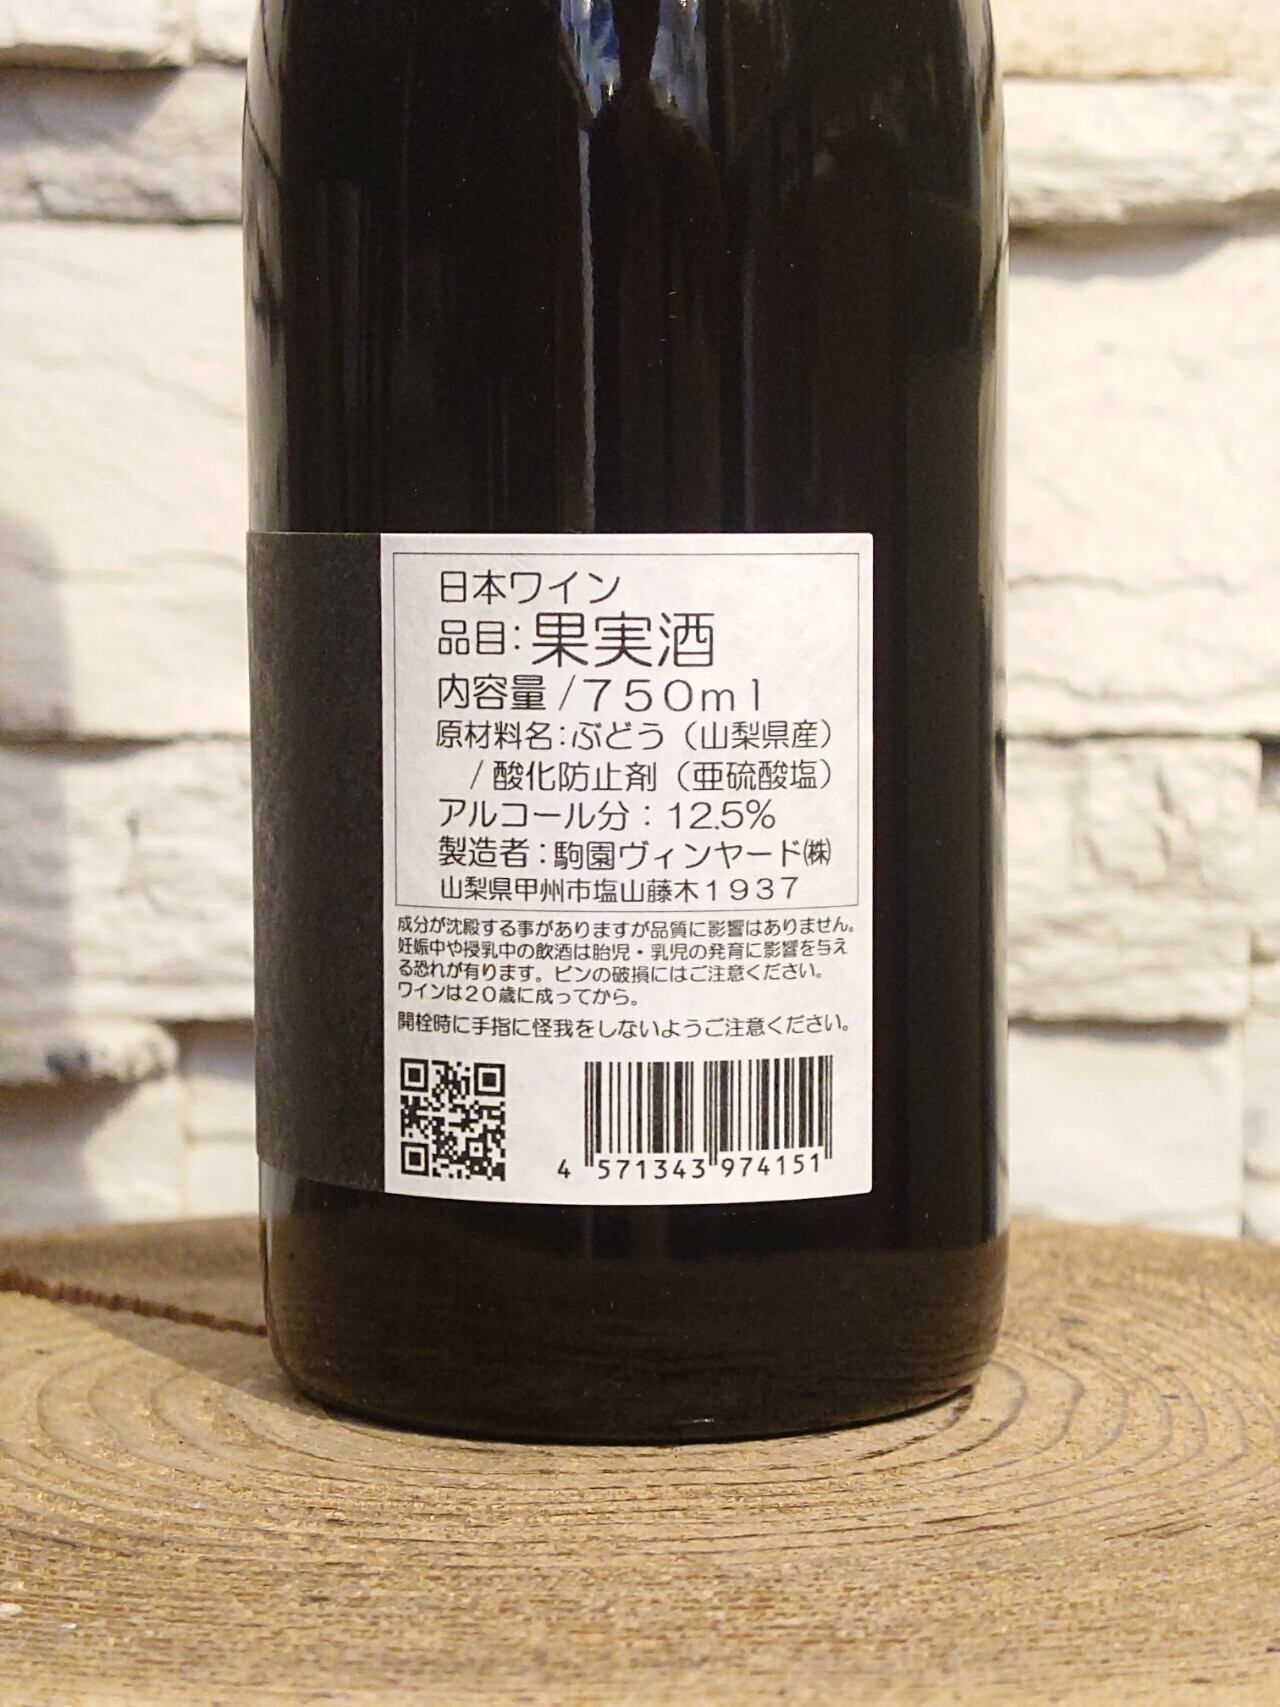 日本ワイン
品目:果実酒
内容量/750ml
原材料名:ぶどう（山梨県産）
/酸化防止剤（亜硫酸塩）
アルコール分：12.5%
製造者：駒園ヴィンヤード㈱
山梨県甲州市塩山藤木1937
成分が沈殿する事がありますが品質に影響はありません。
妊娠中や授乳中の飲酒は胎児・乳児の発育に影響を与え
る恐れが有ります。ビンの破損にはご注意ください。
ワインは20歳に成ってから。
開栓時に手指に怪我をしないようご注意ください。
4 571343 974151